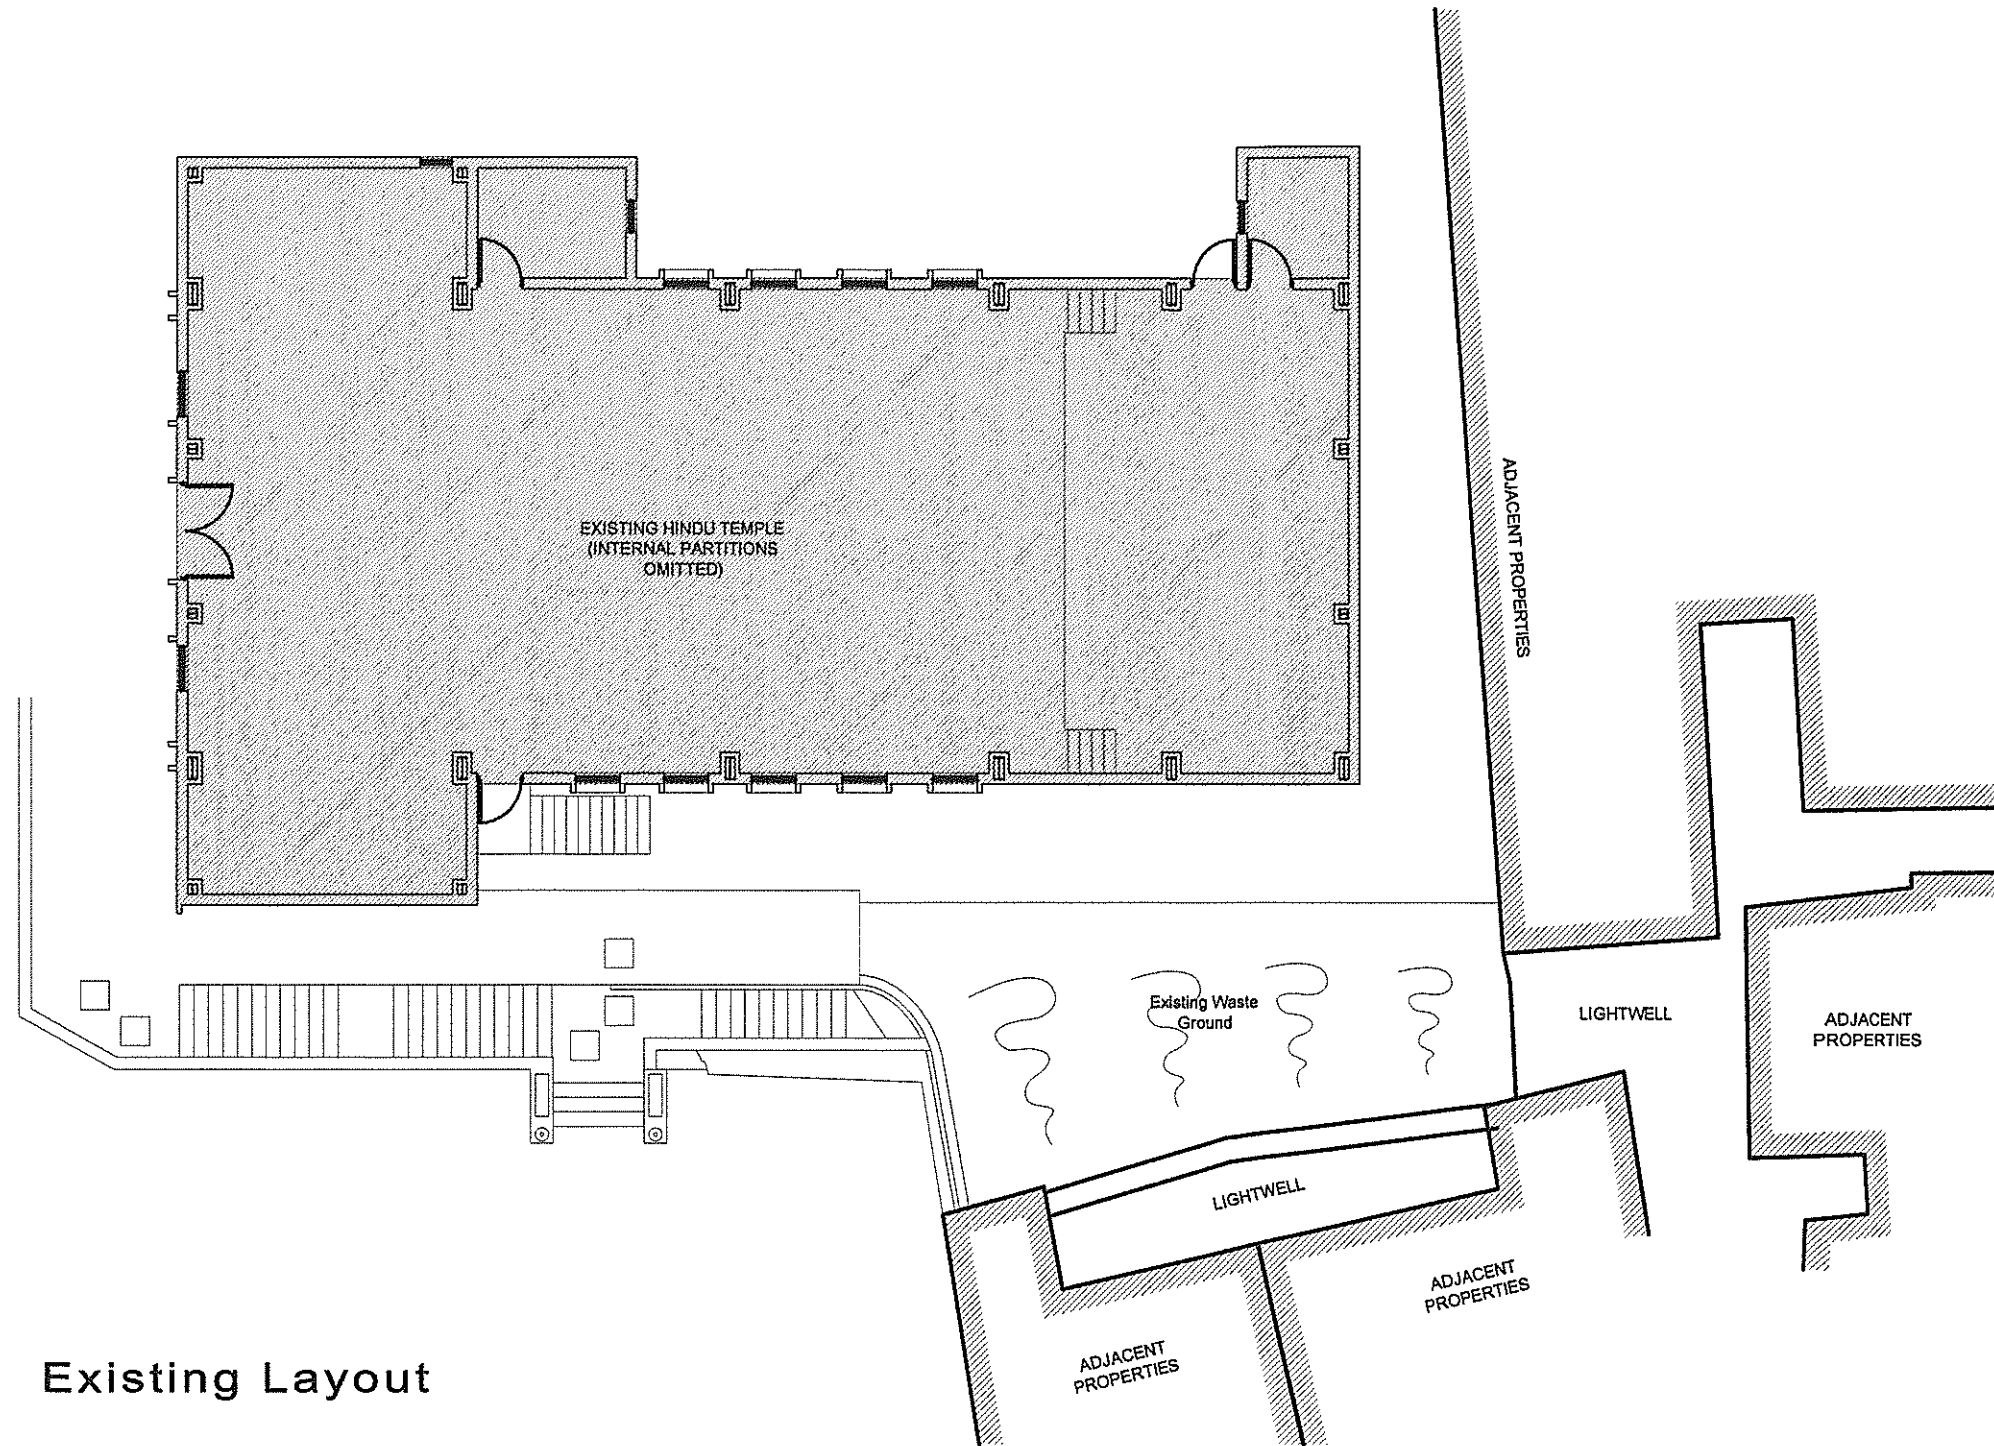 EXISTING HINDU TEMPLE
(INTERNAL PARTITIONS
OMITTED)
ADJACENT PROPERTIES
Existing Waste
Ground
LIGHTWELL
ADJACENT
PROPERTIES
LIGHTWELL
ADJACENT
PROPERTIES
ADJACENT
PROPERTIES
Existing Layout